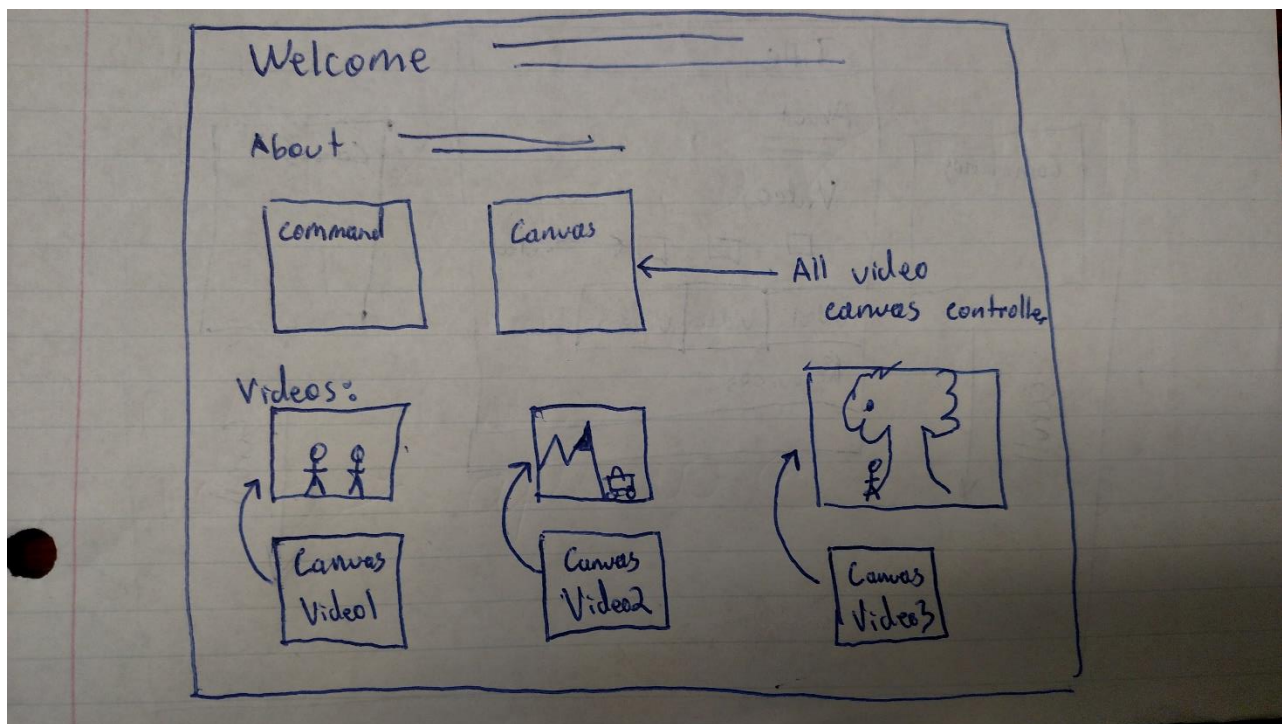 Welcome
About
command
Canvas
All video
canvas controller
Videos:
Canvas
Video1
Canvas
Video2
Canvas
Video3